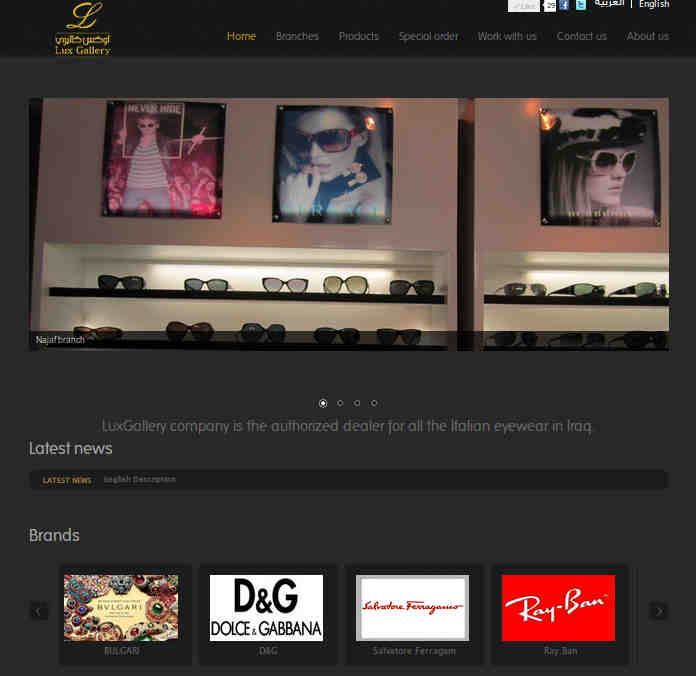 Like 29 العربية English
لوكس كاليري
Lux Gallery
Home Branches Products Special order Work with us Contact us About us
NEVER HIDE
Najaf branch
LuxGallery company is the authorized dealer for all the Italian eyewear in Iraq.
Latest news
LATEST NEWS English Description
Brands
BVLGARI
D&G
DOLCE & GABBANA
Salvatore Ferragamo
Ray-Ban
BULGARI D&G Salvatore Ferragam Ray Ban